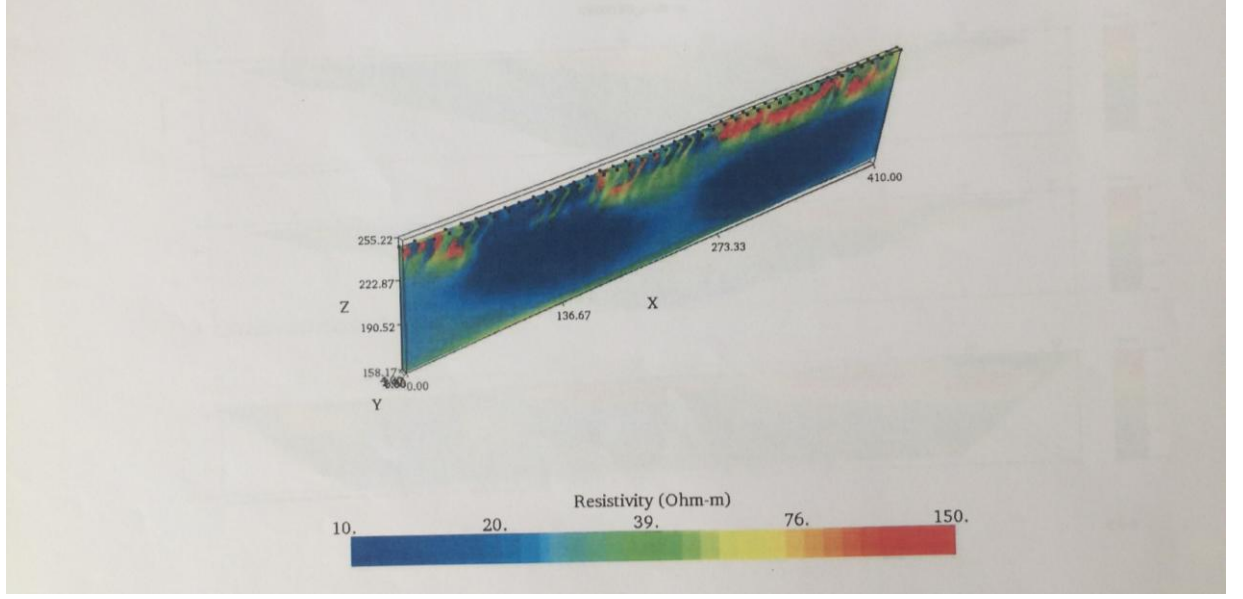 410.00
255.22
273.33
222.87
Z
X
136.67
190.52
158.17
0.00
Y
Resistivity (Ohm-m)
10. 20. 39. 76. 150.